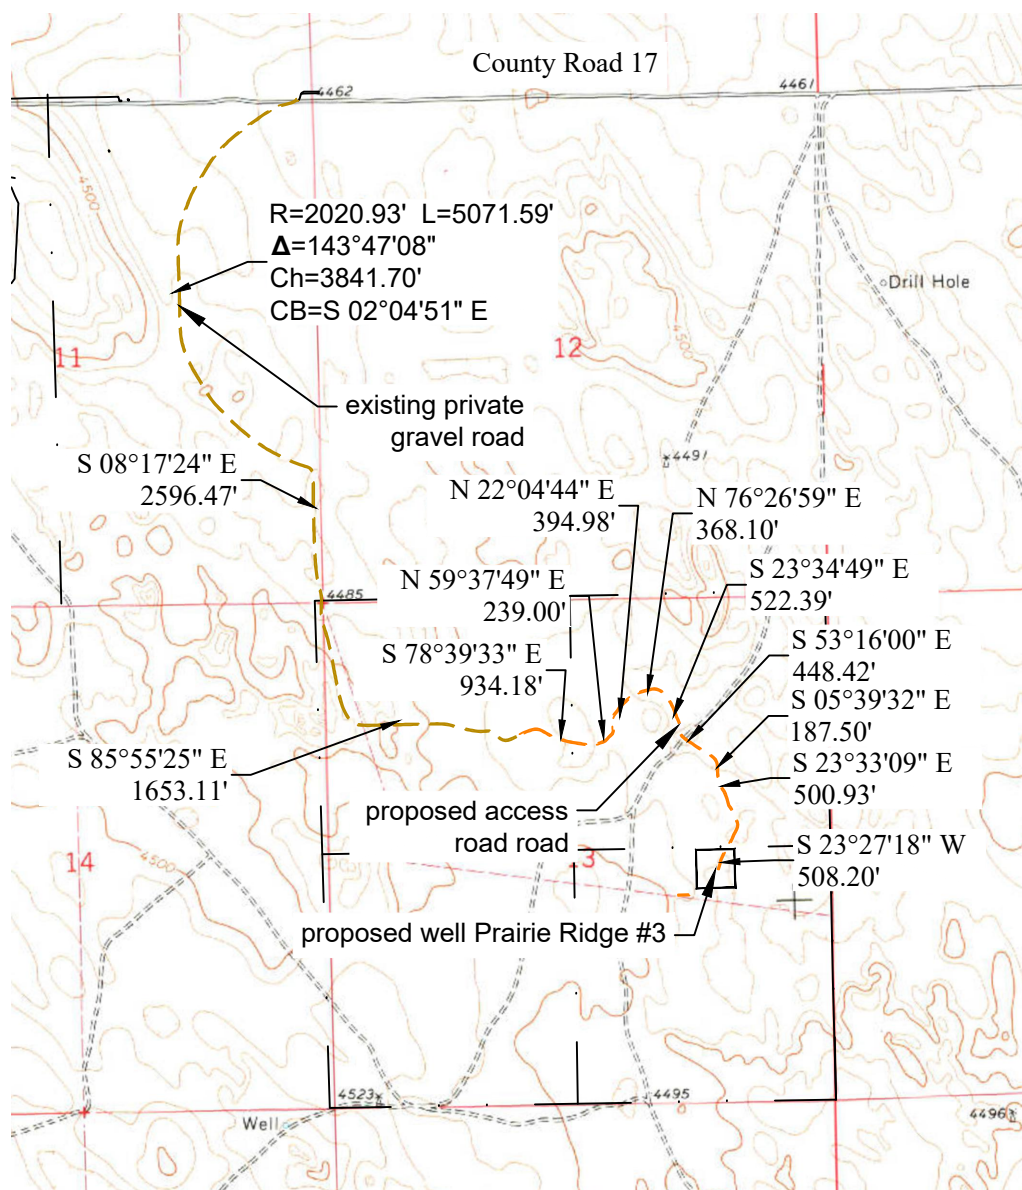 County Road 17
4462
4461
4500
R=2020.93' L=5071.59'
Δ=143°47'08"
Ch=3841.70'
CB=S 02°04'51" E
Drill Hole
11
12
4500
existing private
gravel road
S 08°17'24" E
2596.47'
4491
N 22°04'44" E
394.98'
N 76°26'59" E
368.10'
S 23°34'49" E
522.39'
4485
N 59°37'49" E
239.00'
S 53°16'00" E
448.42'
S 78°39'33" E
934.18'
S 05°39'32" E
187.50'
S 85°55'25" E
1653.11'
S 23°33'09" E
500.93'
proposed access
road road
S 23°27'18" W
508.20'
14
4500
3
proposed well Prairie Ridge #3
4523
4495
Well
4496